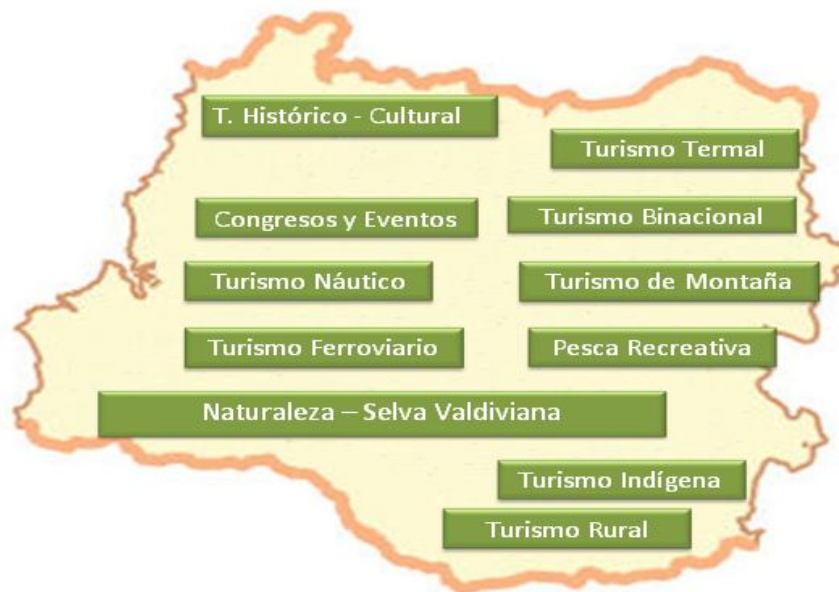 T. Histórico - Cultural
Turismo Termal
Congresos y Eventos
Turismo Binacional
Turismo Náutico
Turismo de Montaña
Turismo Ferroviario
Pesca Recreativa
Naturaleza – Selva Valdiviana
Turismo Indígena
Turismo Rural